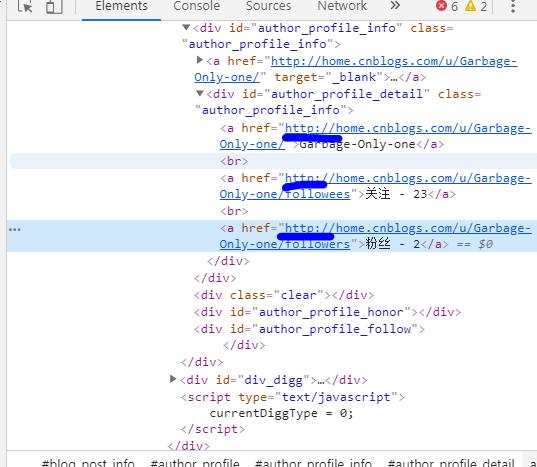 Elements Console Sources Network » 6 2
<div id="author_profile_info" class=
"author_profile_info">
<a href="http://home.cnblogs.com/u/Garbage-
Only-one/" target="_blank">…</a>
<div id="author_profile_detail" class=
"author_profile_info">
<a href="http://home.cnblogs.com/u/Garbage-
Only-one/">Garbage-Only-one</a>
<br>
<a href="http://home.cnblogs.com/u/Garbage-
Only-one/followees">关注 - 23</a>
<br>
<a href="http://home.cnblogs.com/u/Garbage-
Only-one/followers">粉丝 - 2</a> == $0
</div>
</div>
<div class="clear"></div>
<div id="author_profile_honor"></div>
<div id="author_profile_follow">
</div>
</div>
<div id="div_digg">…</div>
<script type="text/javascript">
currentDiggType = 0;
</script>
</div>
#blog_post_info #author_profile #author_profile_info #author_profile_detail a